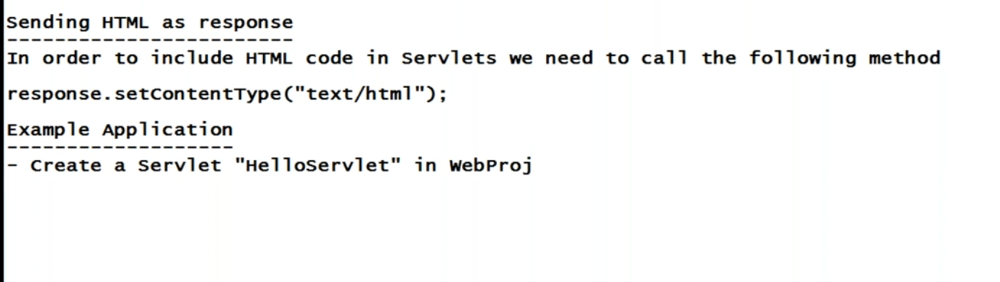 Sending HTML as response
------------------------
In order to include HTML code in Servlets we need to call the following method
response.setContentType("text/html");
Example Application
-------------------
- Create a Servlet "HelloServlet" in WebProj